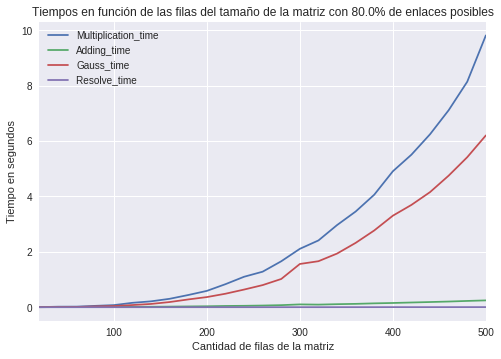 Tiempos en función de las filas del tamaño de la matriz con 80.0% de enlaces posibles
10
8
6
4
2
0
Tiempo en segundos
Multiplication_time
Adding_time
Gauss_time
Resolve_time
100
200
300
400
500
Cantidad de filas de la matriz